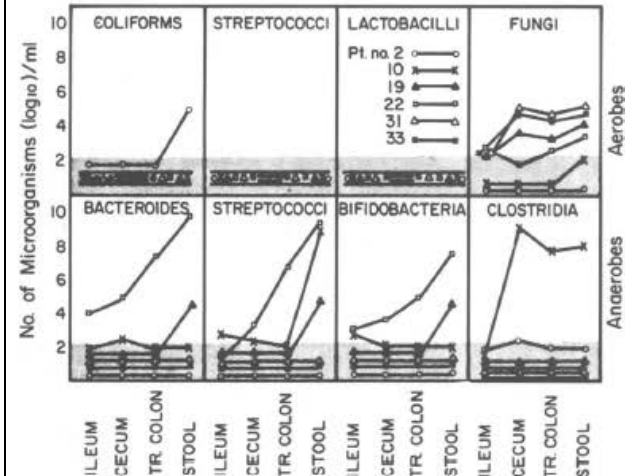 No. of Microorganisms (log10)/ml
10
8
6
4
2
COLIFORMS
STREPTOCOCCI
LACTOBACILLI
FUNGI
Pt. no. 2
10
19
22
31
33
Aerobes
10
8
6
4
2
BACTEROIDES
STREPTOCOCCI
BIFIDOBACTERIA
CLOSTRIDIA
Anaerobes
ILEUM
CECUM
TR. COLON
STOOL
ILEUM
CECUM
TR. COLON
STOOL
ILEUM
CECUM
TR. COLON
STOOL
ILEUM
CECUM
TR. COLON
STOOL